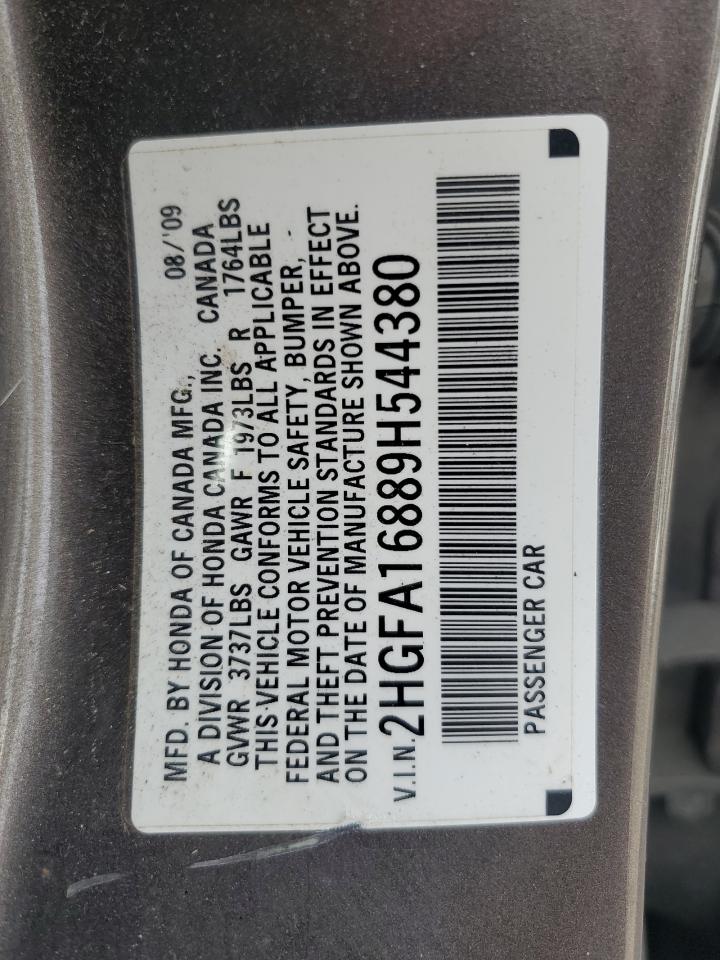 MFD. BY HONDA OF CANADA MFG., 08/'09
A DIVISION OF HONDA CANADA INC. CANADA
GVWR 3737LBS GAWR F 1973LBS R 1764LBS
THIS VEHICLE CONFORMS TO ALL APPLICABLE
FEDERAL MOTOR VEHICLE SAFETY, BUMPER,
AND THEFT PREVENTION STANDARDS IN EFFECT
ON THE DATE OF MANUFACTURE SHOWN ABOVE.
V.I.N. 2HGFA16889H544380
PASSENGER CAR